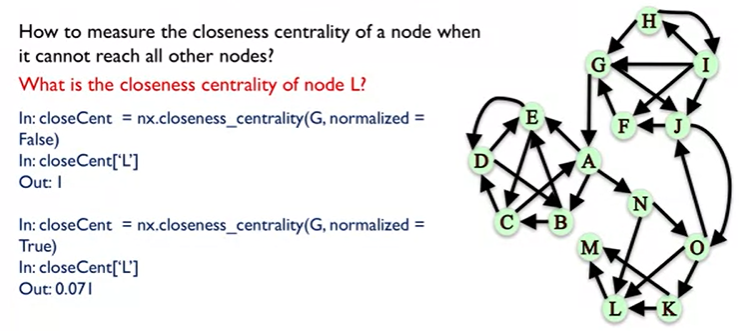 How to measure the closeness centrality of a node when
it cannot reach all other nodes?
What is the closeness centrality of node L?
In: closeCent = nx.closeness_centrality(G, normalized =
False)
In: closeCent['L']
Out: 1
In: closeCent = nx.closeness_centrality(G, normalized =
True)
In: closeCent['L']
Out: 0.071
H
G
I
F
J
E
D
A
C
B
N
M
O
L
K